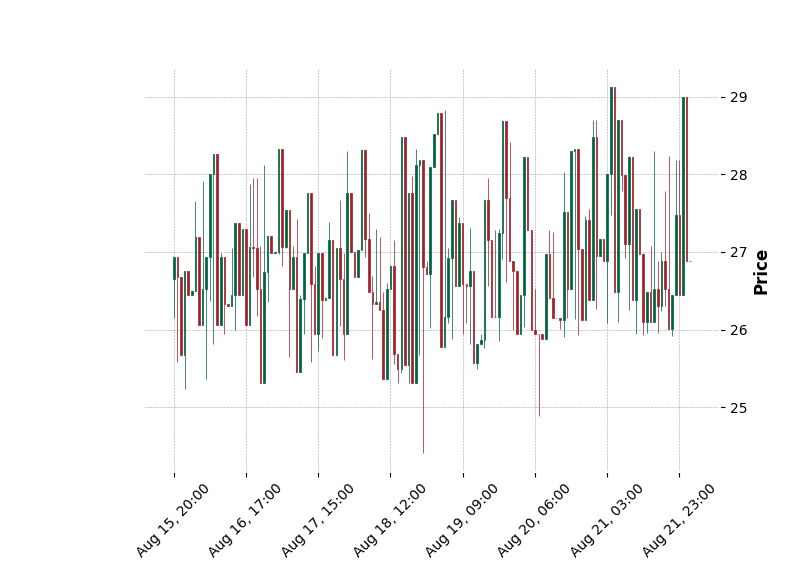 29
28
27
26
25
Price
Aug 15, 20:00
Aug 16, 17:00
Aug 17, 15:00
Aug 18, 12:00
Aug 19, 09:00
Aug 20, 06:00
Aug 21, 03:00
Aug 21, 23:00